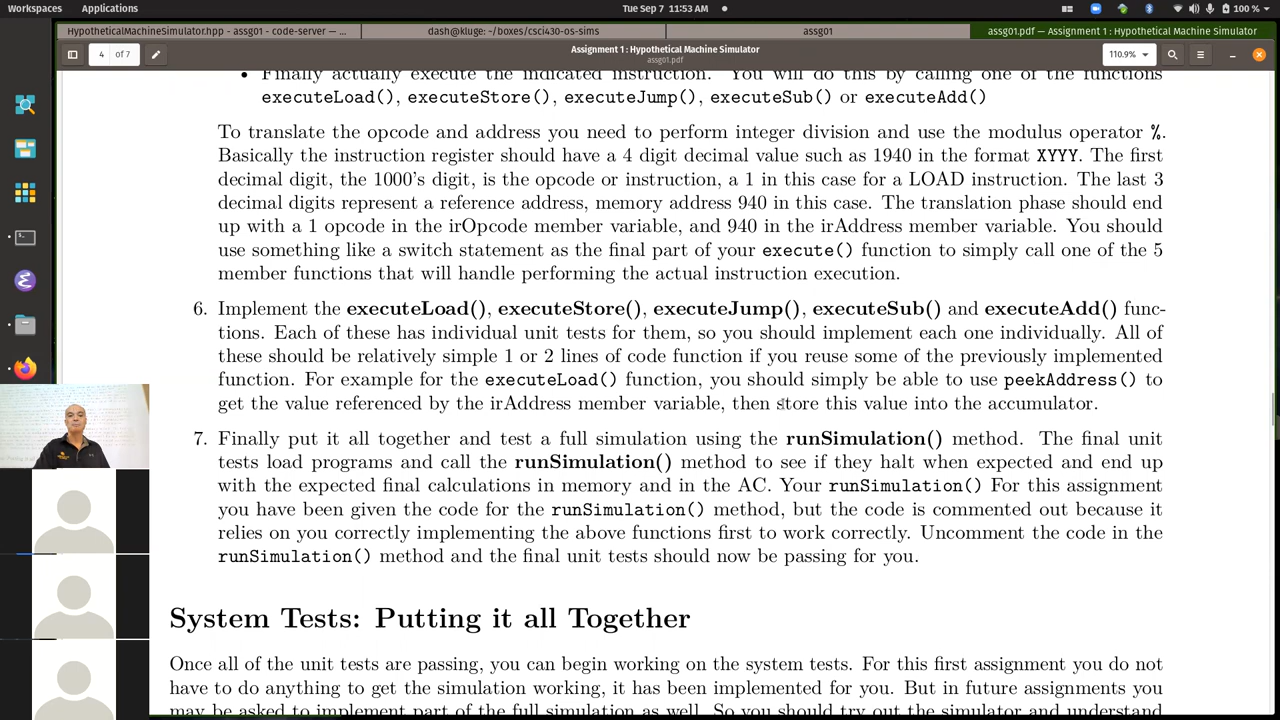 Workspaces Applications Tue Sep 7 11:53 AM 100 %
HypotheticalMachineSimulator.hpp - assg01 - code-server — ... dash@kluge: ~/boxes/csci430-os-sims assg01 assg01.pdf — Assignment 1 : Hypothetical Machine Simulator
4 of 7 Assignment 1 : Hypothetical Machine Simulator 110.9%
assg01.pdf
• Finally actually execute the indicated instruction. You will do this by calling one of the functions
executeLoad(), executeStore(), executeJump(), executeSub() or executeAdd()
To translate the opcode and address you need to perform integer division and use the modulus operator %.
Basically the instruction register should have a 4 digit decimal value such as 1940 in the format XYYY. The first
decimal digit, the 1000's digit, is the opcode or instruction, a 1 in this case for a LOAD instruction. The last 3
decimal digits represent a reference address, memory address 940 in this case. The translation phase should end
up with a 1 opcode in the irOpcode member variable, and 940 in the irAddress member variable. You should
use something like a switch statement as the final part of your execute() function to simply call one of the 5
member functions that will handle performing the actual instruction execution.
6. Implement the executeLoad(), executeStore(), executeJump(), executeSub() and executeAdd() func-
tions. Each of these has individual unit tests for them, so you should implement each one individually. All of
these should be relatively simple 1 or 2 lines of code function if you reuse some of the previously implemented
function. For example for the executeLoad() function, you should simply be able to use peekAddress() to
get the value referenced by the irAddress member variable, then store this value into the accumulator.
7. Finally put it all together and test a full simulation using the runSimulation() method. The final unit
tests load programs and call the runSimulation() method to see if they halt when expected and end up
with the expected final calculations in memory and in the AC. Your runSimulation() For this assignment
you have been given the code for the runSimulation() method, but the code is commented out because it
relies on you correctly implementing the above functions first to work correctly. Uncomment the code in the
runSimulation() method and the final unit tests should now be passing for you.
System Tests: Putting it all Together
Once all of the unit tests are passing, you can begin working on the system tests. For this first assignment you do not
have to do anything to get the simulation working, it has been implemented for you. But in future assignments you
may be asked to implement part of the full simulation as well. So you should try out the simulator and understand